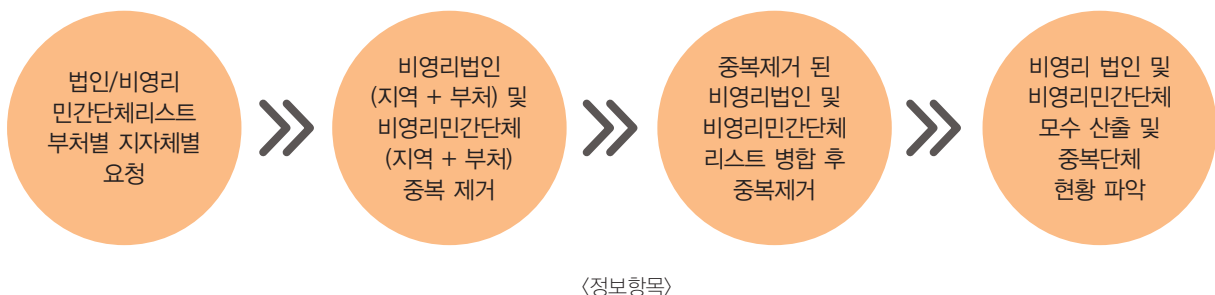 법인/비영리
민간단체리스트
부처별 지자체별
요청
비영리법인
(지역 + 부처) 및
비영리민간단체
(지역 + 부처)
중복 제거
중복제거 된
비영리법인 및
비영리민간단체
리스트 병합 후
중복제거
비영리 법인 및
비영리민간단체
모수 산출 및
중복단체
현황 파악
〈정보항목〉